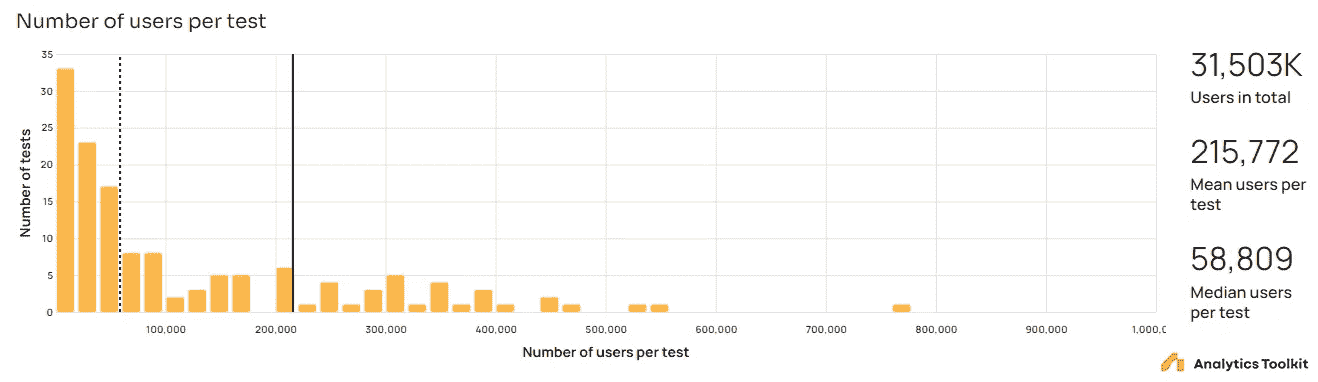 Number of users per test
35
30
25
20
15
10
5
0
Number of tests
100,000
200,000
300,000
400,000
500,000
600,000
700,000
800,000
900,000
1,000,0
Number of users per test
31,503K
Users in total
215,772
Mean users per
test
58,809
Median users
per test
Analytics Toolkit